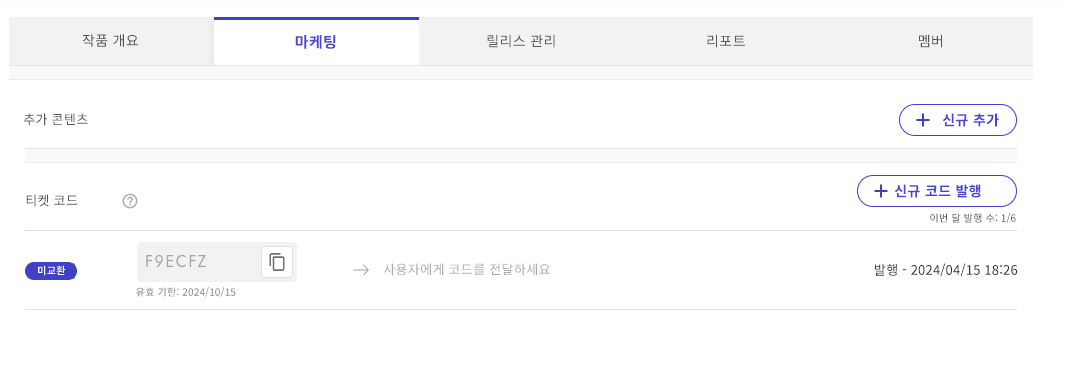 작품 개요 마케팅 릴리스 관리 리포트 멤버
추가 콘텐츠 + 신규 추가
티켓 코드 ? + 신규 코드 발행
이번 달 발행 수: 1/6
미교환 F9ECFZ → 사용자에게 코드를 전달하세요 발행 - 2024/04/15 18:26
유효 기한: 2024/10/15